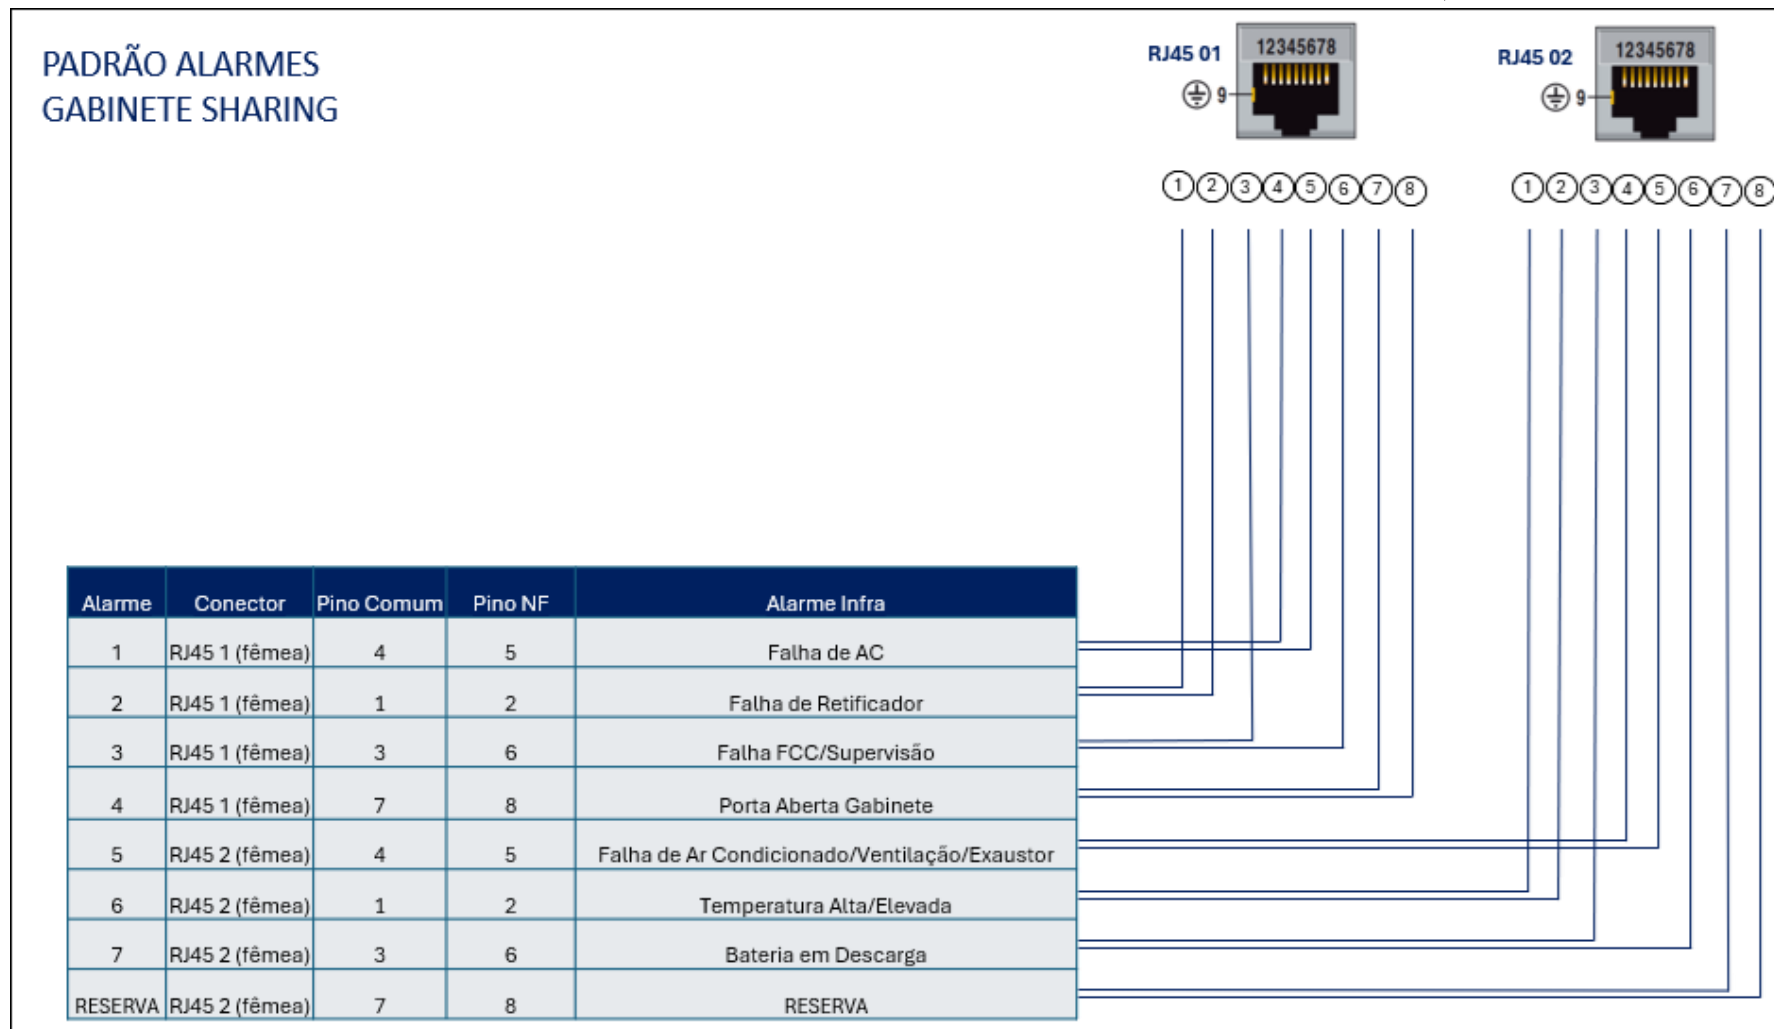 PADRÃO ALARMES
GABINETE SHARING
RJ45 01
12345678
9
RJ45 02
12345678
9
1 2 3 4 5 6 7 8
1 2 3 4 5 6 7 8
Alarme Conector Pino Comum Pino NF Alarme Infra
1 RJ45 1 (fêmea) 4 5 Falha de AC
2 RJ45 1 (fêmea) 1 2 Falha de Retificador
3 RJ45 1 (fêmea) 3 6 Falha FCC/Supervisão
4 RJ45 1 (fêmea) 7 8 Porta Aberta Gabinete
5 RJ45 2 (fêmea) 4 5 Falha de Ar Condicionado/Ventilação/Exaustor
6 RJ45 2 (fêmea) 1 2 Temperatura Alta/Elevada
7 RJ45 2 (fêmea) 3 6 Bateria em Descarga
RESERVA RJ45 2 (fêmea) 7 8 RESERVA